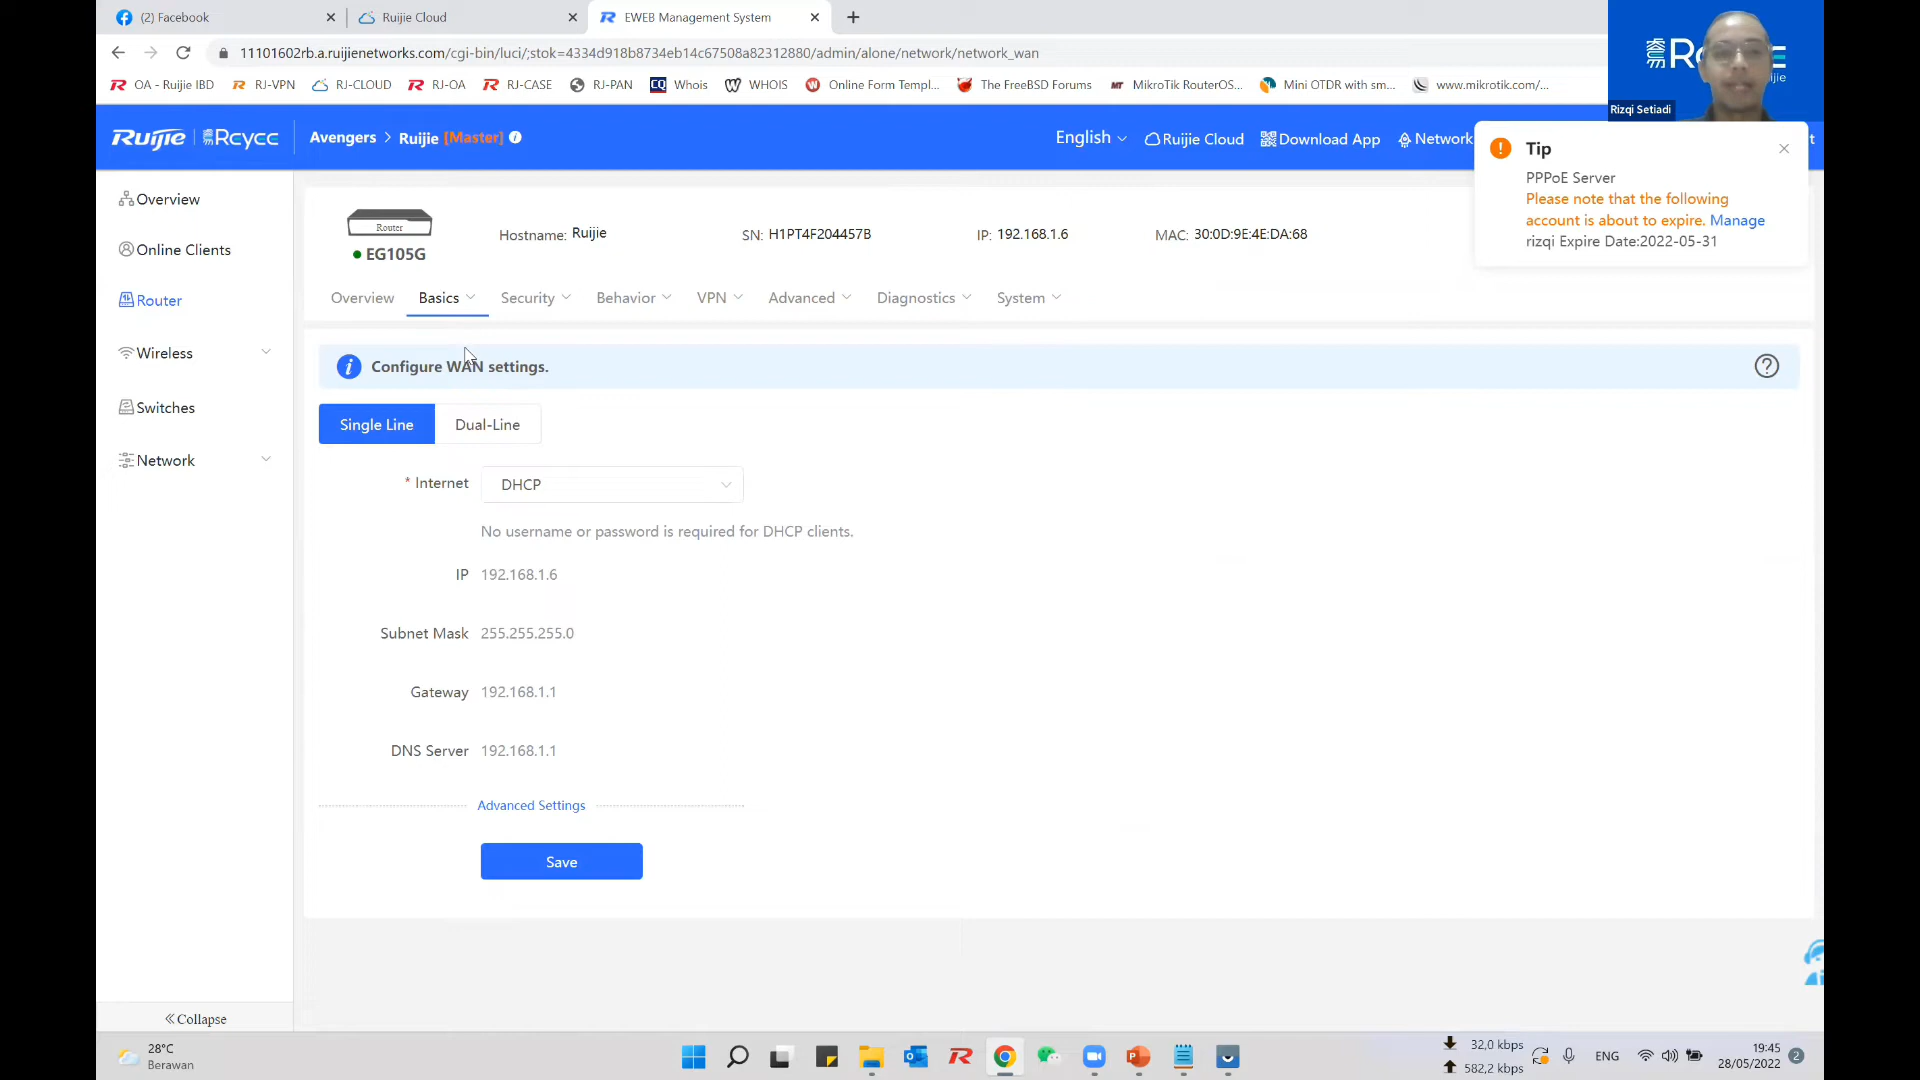 (2) Facebook
Ruijie Cloud
EWEB Management System
11101602rb.a.ruijienetworks.com/cgi-bin/luci/;stok=4334d918b8734eb14c67508a82312880/admin/alone/network/network_wan
OA - Ruijie IBD
RJ-VPN
RJ-CLOUD
RJ-OA
RJ-CASE
RJ-PAN
CQ
Whois
WHOIS
Online Form Templ...
The FreeBSD Forums
MikroTik RouterOS...
Mini OTDR with sm...
www.mikrotik.com/...
Rizqi Setiadi
Ruijie | Rcycc
Avengers > Ruijie [Master]
English
Ruijie Cloud
Download App
Network
Tip
PPPoE Server
Please note that the following
account is about to expire. Manage
rizqi Expire Date:2022-05-31
Overview
Online Clients
Router
Wireless
Switches
Network
Collapse
Router
EG105G
Hostname: Ruijie
SN: H1PT4F204457B
IP: 192.168.1.6
MAC: 30:0D:9E:4E:DA:68
Overview
Basics
Security
Behavior
VPN
Advanced
Diagnostics
System
Configure WAN settings.
Single Line
Dual-Line
* Internet
DHCP
No username or password is required for DHCP clients.
IP 192.168.1.6
Subnet Mask 255.255.255.0
Gateway 192.168.1.1
DNS Server 192.168.1.1
Advanced Settings
Save
28°C
Berawan
32,0 kbps
582,2 kbps
ENG
19:45
28/05/2022
2